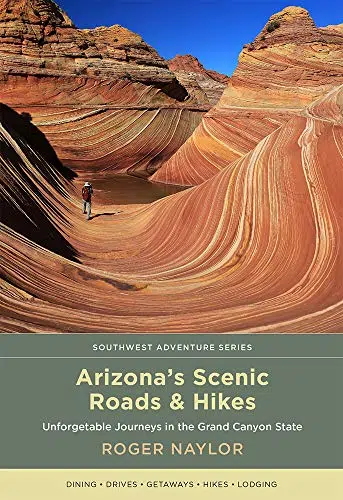 SOUTHWEST ADVENTURE SERIES
Arizona's Scenic
Roads & Hikes
Unforgetable Journeys in the Grand Canyon State
ROGER NAYLOR
DINING • DRIVES • GETAWAYS • HIKES • LODGING